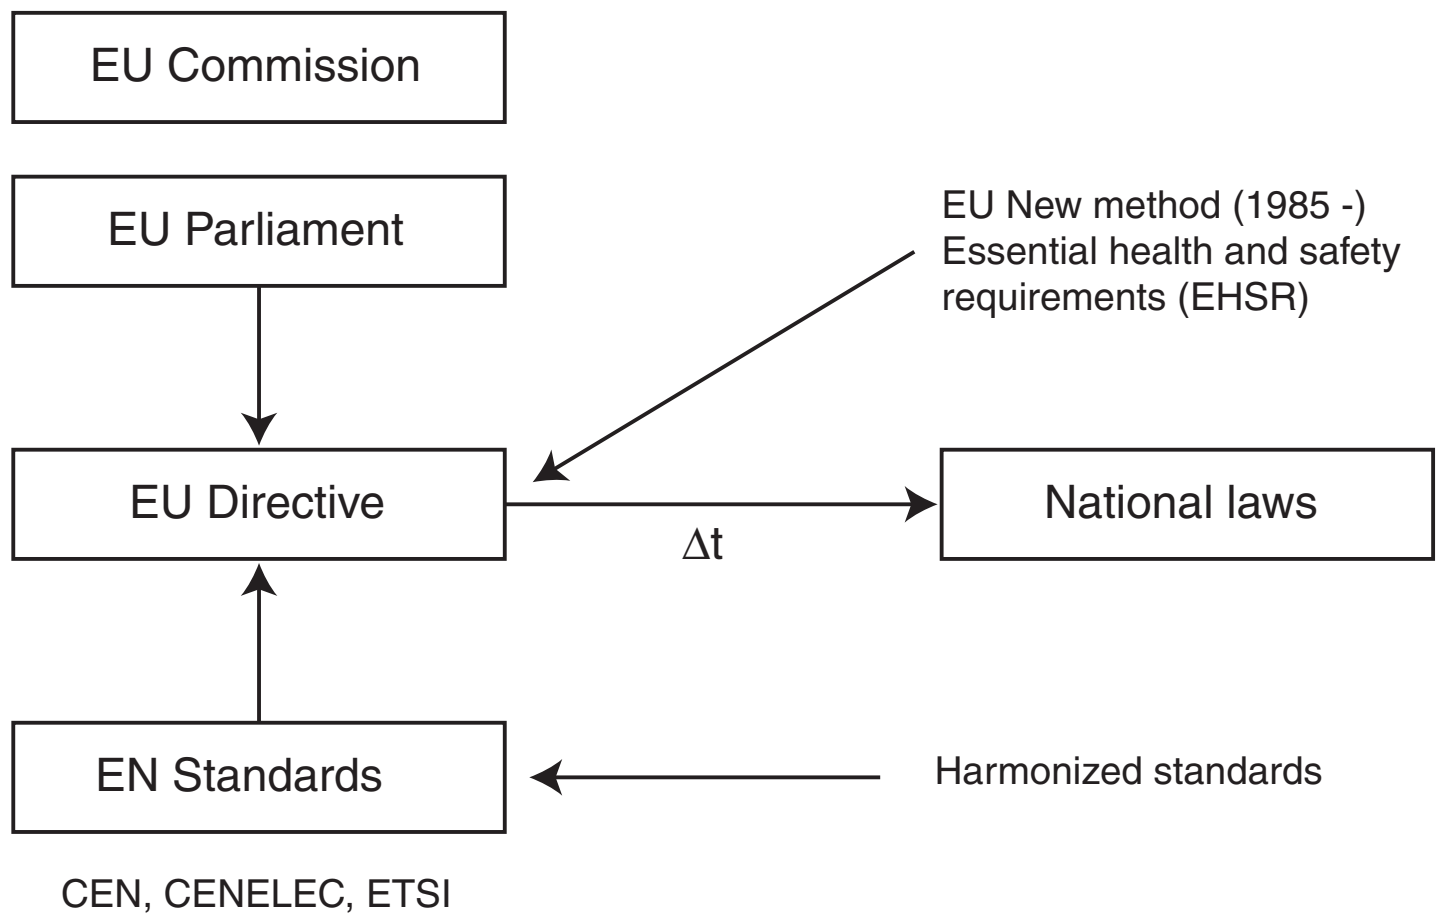 EU Commission
EU Parliament
EU New method (1985 -)
Essential health and safety
requirements (EHSR)
EU Directive
Δt
National laws
EN Standards
Harmonized standards
CEN, CENELEC, ETSI